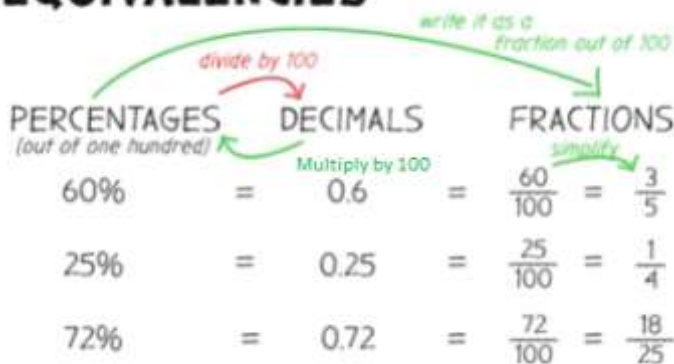 EQUIVALENCIES
write it as a
fraction out of 100
divide by 100
PERCENTAGES DECIMALS FRACTIONS
(out of one hundred)
Multiply by 100
simplify
60% = 0.6 = 60/100 = 3/5
25% = 0.25 = 25/100 = 1/4
72% = 0.72 = 72/100 = 18/25